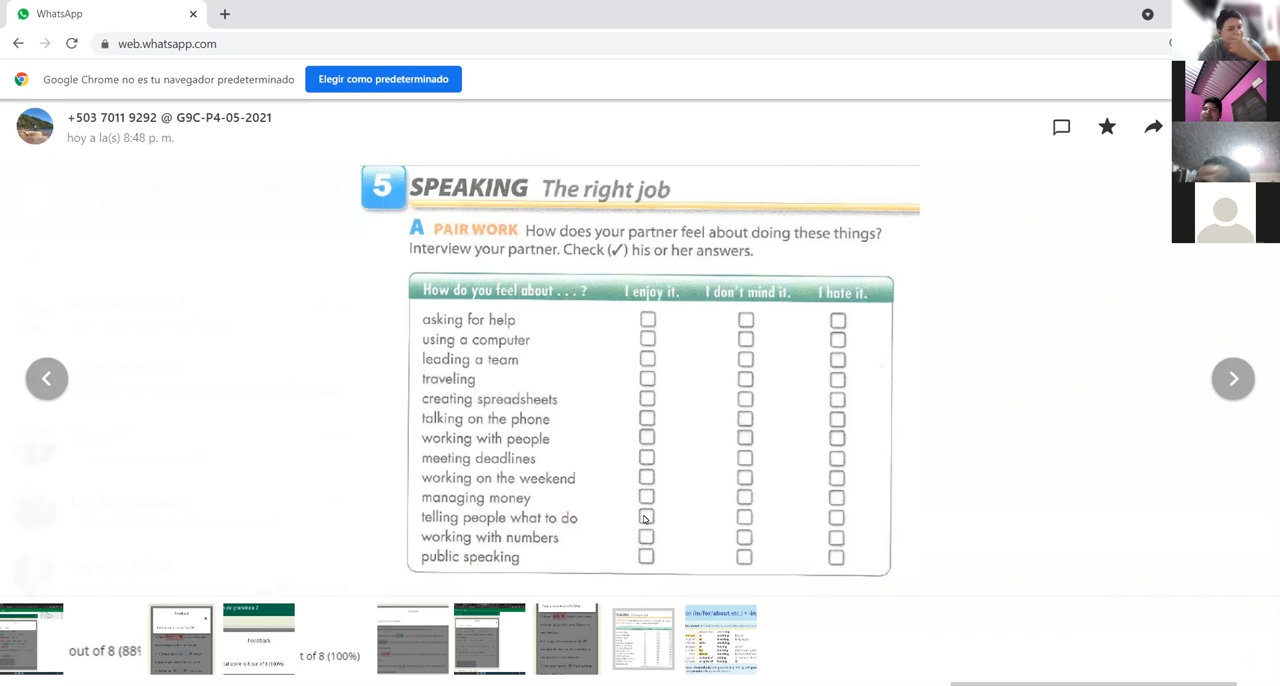 WhatsApp
web.whatsapp.com
Google Chrome no es tu navegador predeterminado
Elegir como predeterminado
+503 7011 9292 @ G9C-P4-05-2021
hoy a la(s) 8:48 p. m.
5 SPEAKING The right job
A PAIR WORK How does your partner feel about doing these things?
Interview your partner. Check (✓) his or her answers.
How do you feel about . . . ? I enjoy it. I don't mind it. I hate it.
asking for help
using a computer
leading a team
traveling
creating spreadsheets
talking on the phone
working with people
meeting deadlines
working on the weekend
managing money
telling people what to do
working with numbers
public speaking
out of 8 (88%
Feedback
Feedback
t of 8 (100%)